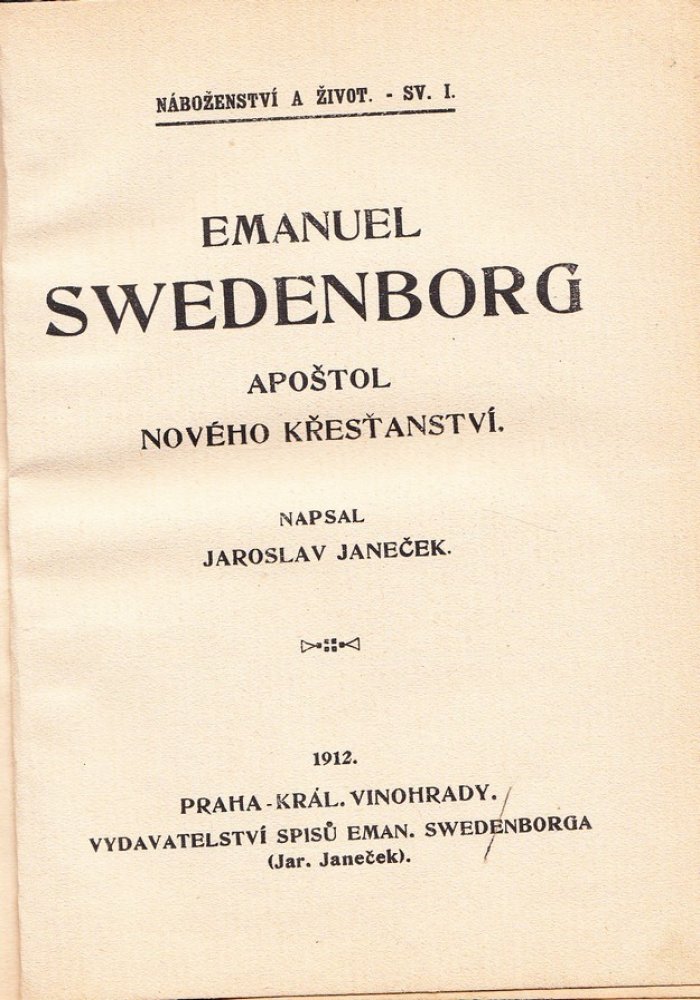 NÁBOŽENSTVÍ A ŽIVOT. - SV. I.
EMANUEL
SWEDENBORG
APOŠTOL
NOVÉHO KŘESŤANSTVÍ.
NAPSAL
JAROSLAV JANEČEK.
1912.
PRAHA-KRÁL. VINOHRADY.
VYDAVATELSTVÍ SPISŮ EMAN. SWEDENBORGA
(Jar. Janeček).